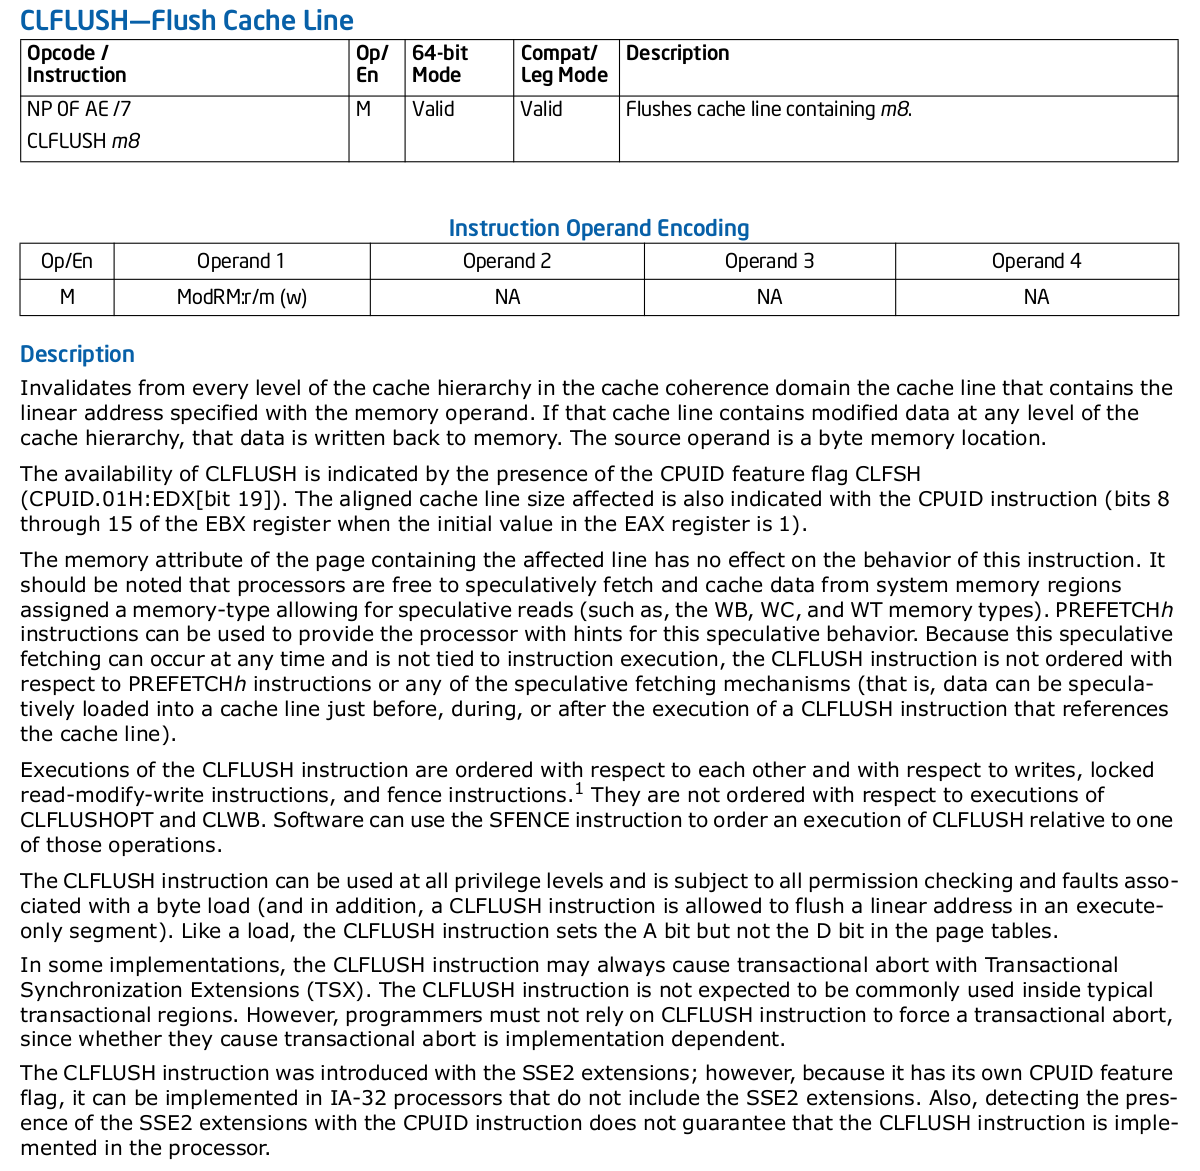 CLFLUSH—Flush Cache Line
Opcode / Instruction Op/ En 64-bit Mode Compat/ Leg Mode Description
NP 0F AE /7 M Valid Valid Flushes cache line containing m8.
CLFLUSH m8
Instruction Operand Encoding
Op/En Operand 1 Operand 2 Operand 3 Operand 4
M ModRM:r/m (w) NA NA NA
Description
Invalidates from every level of the cache hierarchy in the cache coherence domain the cache line that contains the
linear address specified with the memory operand. If that cache line contains modified data at any level of the
cache hierarchy, that data is written back to memory. The source operand is a byte memory location.
The availability of CLFLUSH is indicated by the presence of the CPUID feature flag CLFSH
(CPUID.01H:EDX[bit 19]). The aligned cache line size affected is also indicated with the CPUID instruction (bits 8
through 15 of the EBX register when the initial value in the EAX register is 1).
The memory attribute of the page containing the affected line has no effect on the behavior of this instruction. It
should be noted that processors are free to speculatively fetch and cache data from system memory regions
assigned a memory-type allowing for speculative reads (such as, the WB, WC, and WT memory types). PREFETCHh
instructions can be used to provide the processor with hints for this speculative behavior. Because this speculative
fetching can occur at any time and is not tied to instruction execution, the CLFLUSH instruction is not ordered with
respect to PREFETCHh instructions or any of the speculative fetching mechanisms (that is, data can be specula-
tively loaded into a cache line just before, during, or after the execution of a CLFLUSH instruction that references
the cache line).
Executions of the CLFLUSH instruction are ordered with respect to each other and with respect to writes, locked
read-modify-write instructions, and fence instructions.1 They are not ordered with respect to executions of
CLFLUSHOPT and CLWB. Software can use the SFENCE instruction to order an execution of CLFLUSH relative to one
of those operations.
The CLFLUSH instruction can be used at all privilege levels and is subject to all permission checking and faults asso-
ciated with a byte load (and in addition, a CLFLUSH instruction is allowed to flush a linear address in an execute-
only segment). Like a load, the CLFLUSH instruction sets the A bit but not the D bit in the page tables.
In some implementations, the CLFLUSH instruction may always cause transactional abort with Transactional
Synchronization Extensions (TSX). The CLFLUSH instruction is not expected to be commonly used inside typical
transactional regions. However, programmers must not rely on CLFLUSH instruction to force a transactional abort,
since whether they cause transactional abort is implementation dependent.
The CLFLUSH instruction was introduced with the SSE2 extensions; however, because it has its own CPUID feature
flag, it can be implemented in IA-32 processors that do not include the SSE2 extensions. Also, detecting the pres-
ence of the SSE2 extensions with the CPUID instruction does not guarantee that the CLFLUSH instruction is imple-
mented in the processor.